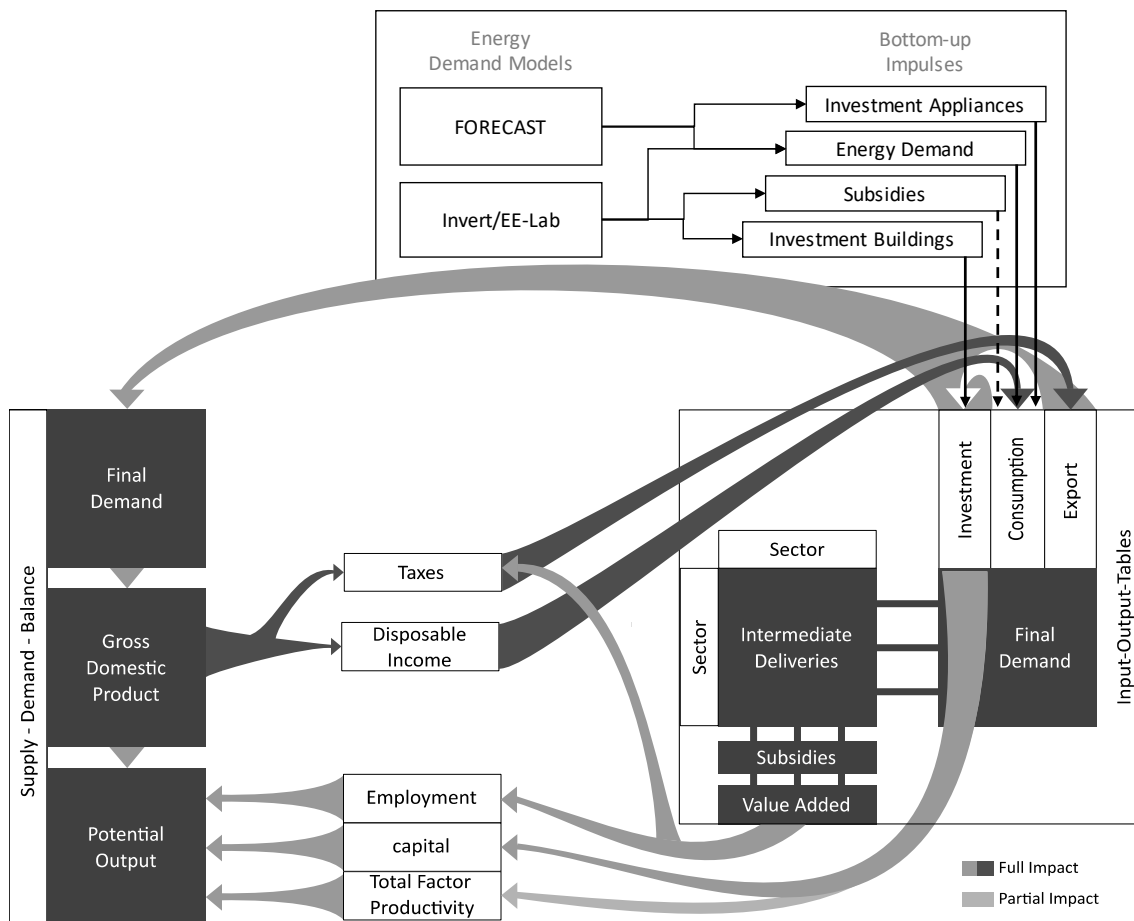 Energy
Demand Models
Bottom-up
Impulses
FORECAST
Investment Appliances
Energy Demand
Invert/EE-Lab
Subsidies
Investment Buildings
Supply - Demand - Balance
Final
Demand
Gross
Domestic
Product
Potential
Output
Taxes
Disposable
Income
Employment
capital
Total Factor
Productivity
Sector
Sector
Intermediate
Deliveries
Subsidies
Value Added
Investment
Consumption
Export
Final
Demand
Input-Output-Tables
Full Impact
Partial Impact